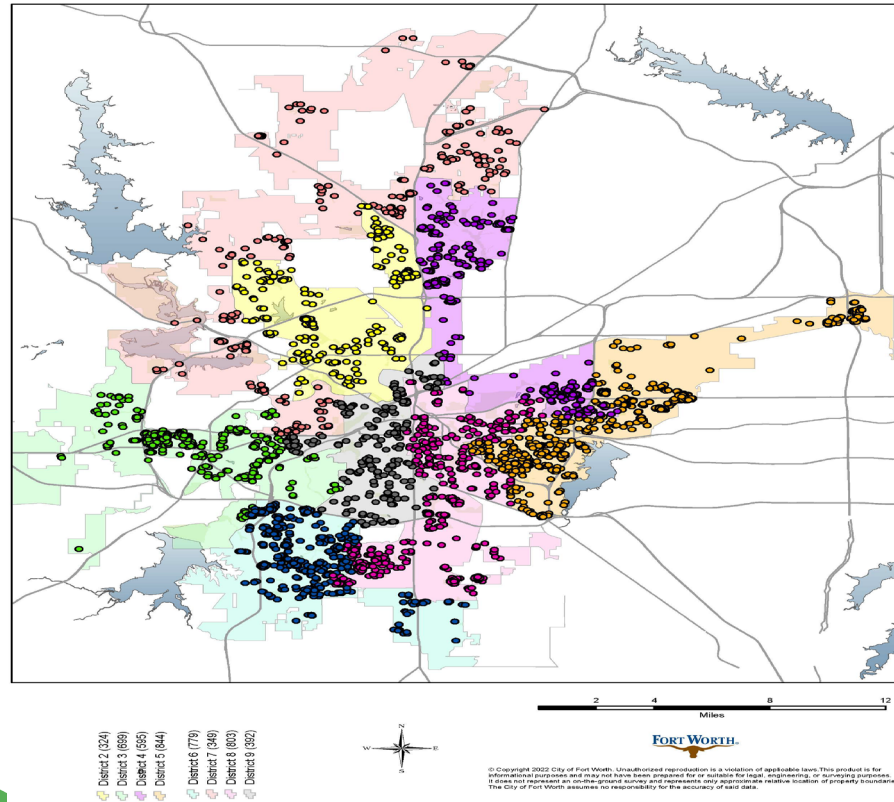 2
4
8
12
Miles
District 2 (324)
District 3 (699)
District 4 (595)
District 5 (844)
District 6 (779)
District 7 (349)
District 8 (803)
District 9 (392)
N
W
E
S
FORT WORTH
© Copyright 2022 City of Fort Worth. Unauthorized reproduction is a violation of applicable laws. This product is for
informational purposes and may not have been prepared for or suitable for legal, engineering, or surveying purposes.
It does not represent an on-the-ground survey and represents only approximate relative location of property boundarie
The City of Fort Worth assumes no responsibility for the accuracy of said data.